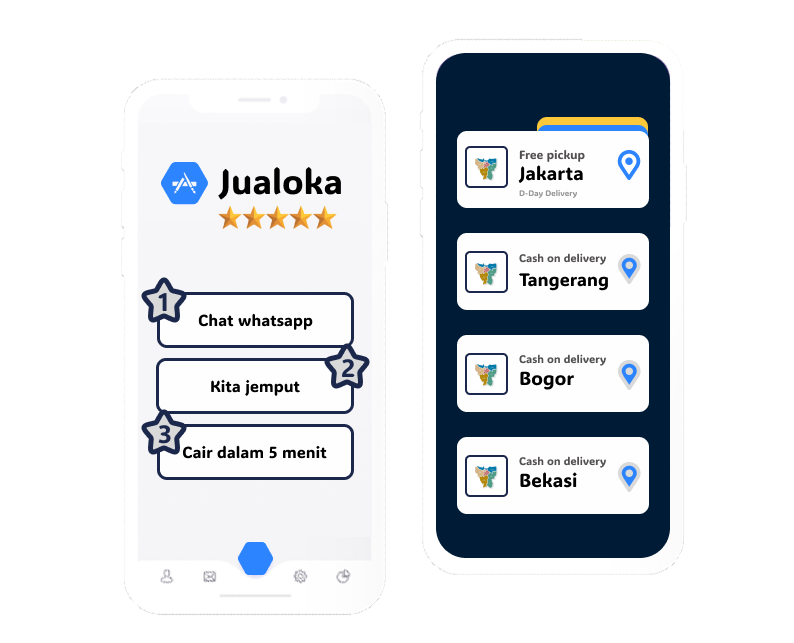 Jualoka
1
Chat whatsapp
2
Kita jemput
3
Cair dalam 5 menit
Free pickup
Jakarta
D-Day Delivery
Cash on delivery
Tangerang
Cash on delivery
Bogor
Cash on delivery
Bekasi